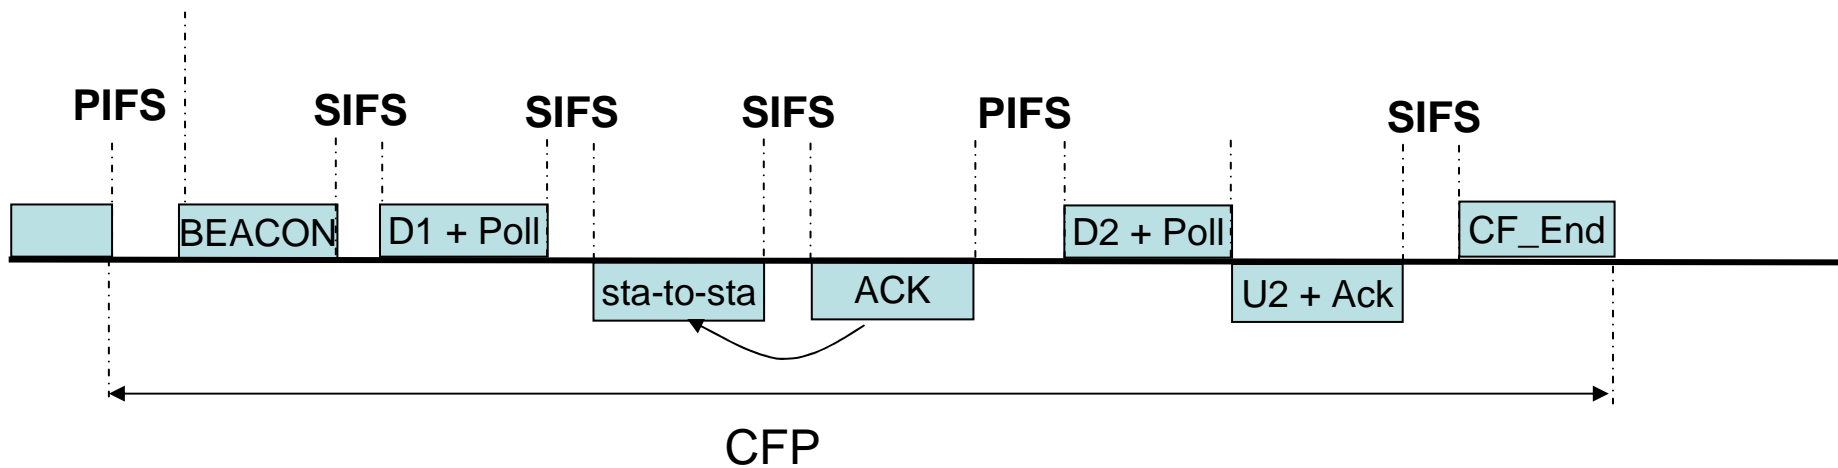 PIFS
SIFS
SIFS
SIFS
PIFS
SIFS
BEACON
D1 + Poll
D2 + Poll
CF_End
sta-to-sta
ACK
U2 + Ack
CFP